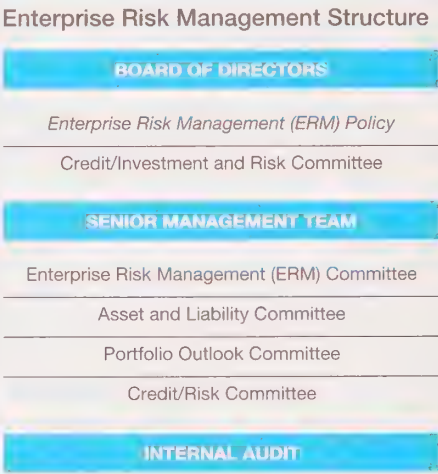 Enterprise Risk Management Structure
BOARD OF DIRECTORS
Enterprise Risk Management (ERM) Policy
Credit/Investment and Risk Committee
SENIOR MANAGEMENT TEAM
Enterprise Risk Management (ERM) Committee
Asset and Liability Committee
Portfolio Outlook Committee
Credit/Risk Committee
INTERNAL AUDIT